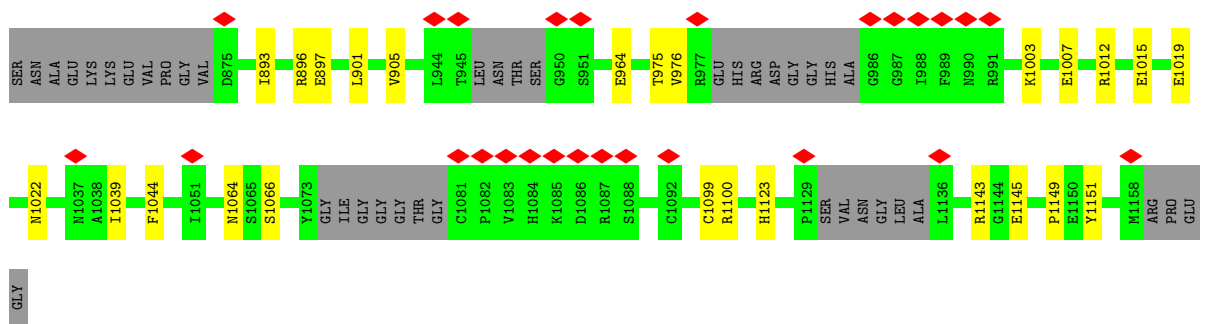 SER ASN ALA GLU LYS LYS GLU VAL PRO GLY VAL D875 I893 R896 E897 L901 V905 L944 T945 LEU ASN THR SER G950 S951 E964 T975 V976 R977 GLU HIS ARG ASP GLY GLY HIS ALA G986 G987 I988 F989 N990 R991 K1003 E1007 R1012 E1015 E1019
N1022 N1037 A1038 I1039 F1044 I1051 N1064 S1065 S1066 Y1073 GLY ILE GLY GLY GLY THR GLY C1081 P1082 V1083 H1084 K1085 D1086 R1087 S1088 C1092 C1099 R1100 H1123 P1129 SER VAL ASN GLY LEU ALA L1136 R1143 G1144 E1145 P1149 E1150 Y1151 M1158 ARG PRO GLU
GLY